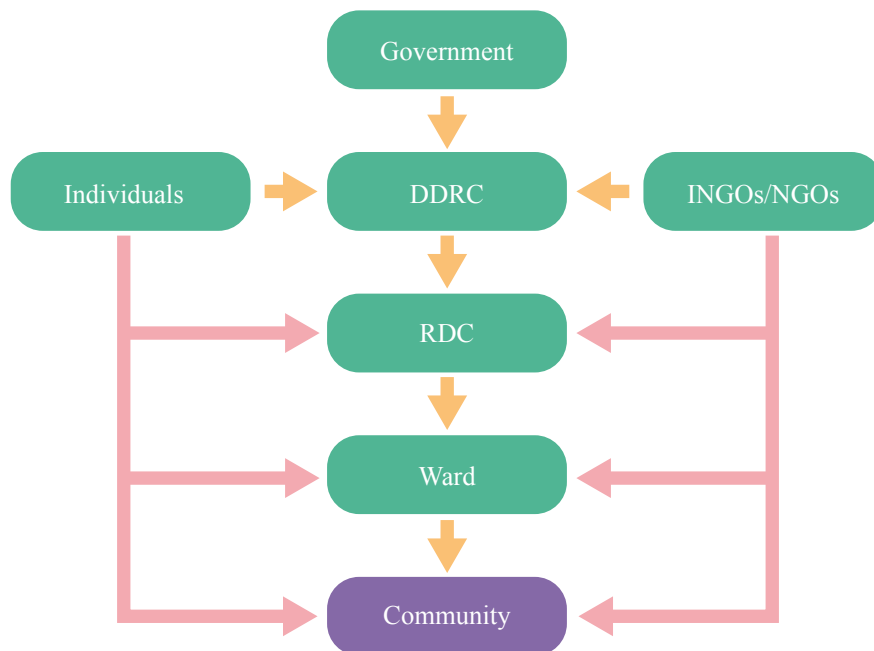 Government
Individuals
DDRC
INGOs/NGOs
RDC
Ward
Community